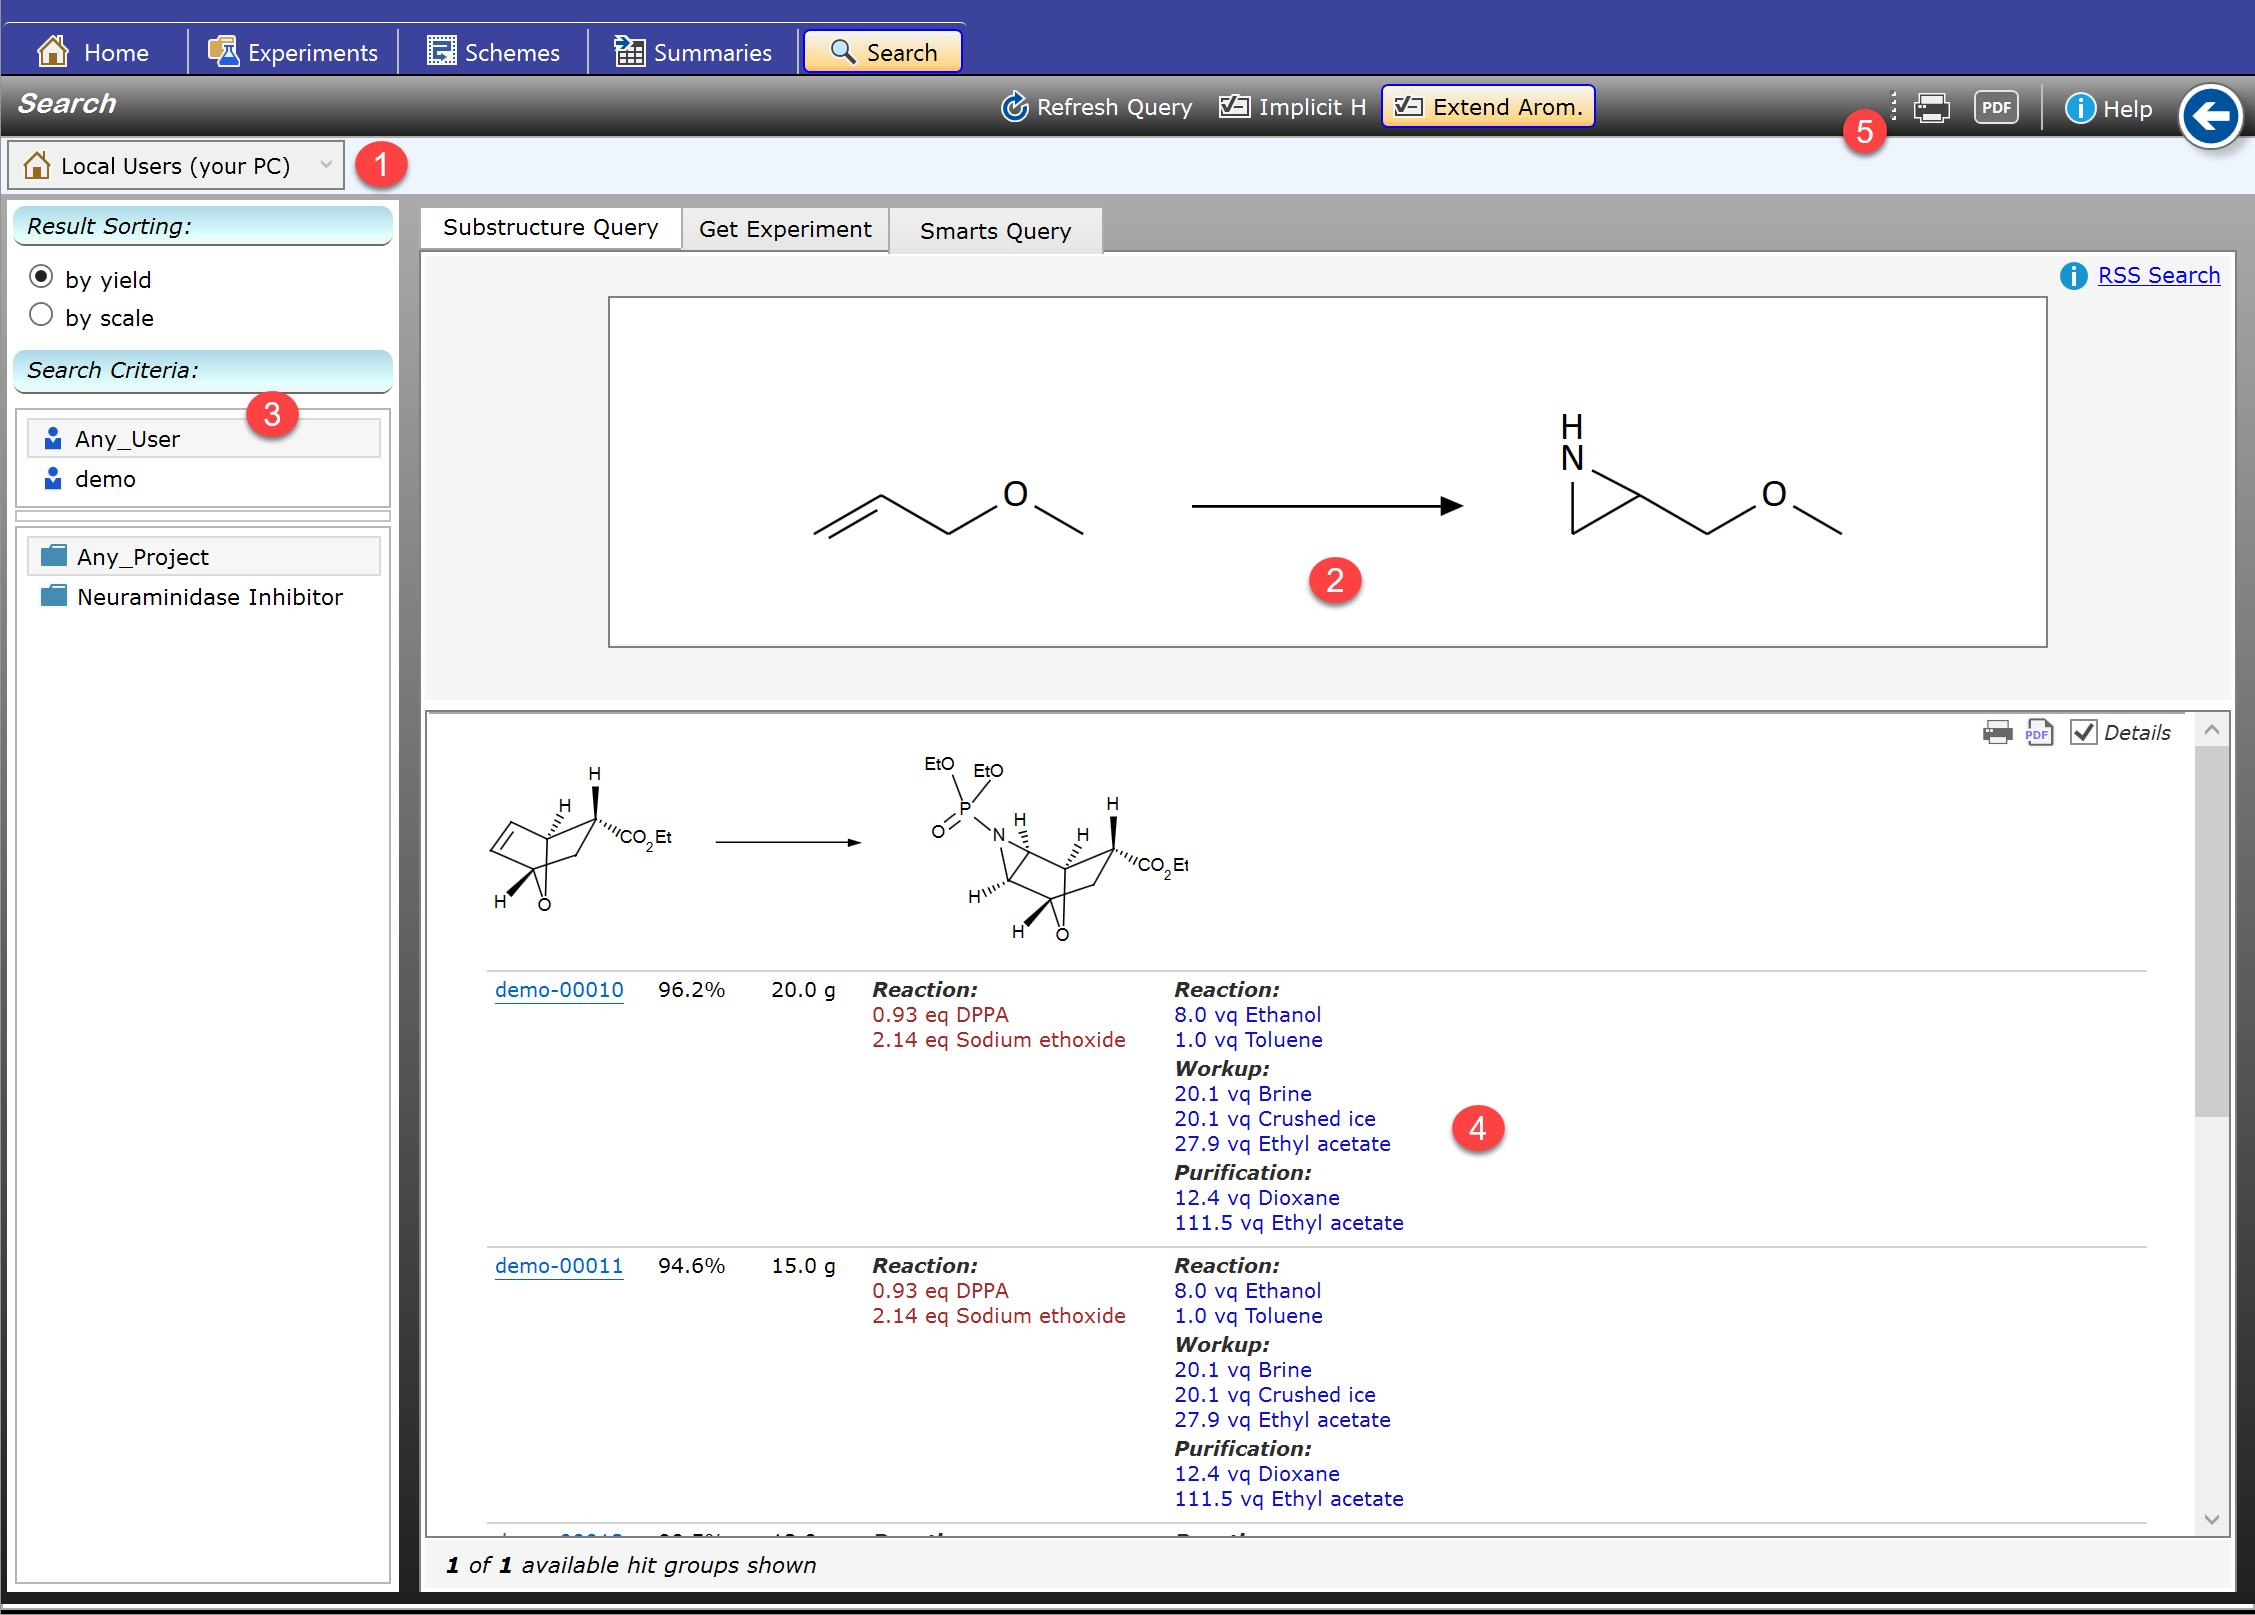 Home
Experiments
Schemes
Summaries
Search
Search
Refresh Query
Implicit H
Extend Arom.
5
PDF
Help
Local Users (your PC)
1
Result Sorting:
by yield
by scale
Search Criteria:
3
Any_User
demo
Any_Project
Neuraminidase Inhibitor
Substructure Query
Get Experiment
Smarts Query
RSS Search
O
H
N
O
2
PDF
Details
H
H
CO2Et
H
O
EtO
EtO
P
O
N
H
H
H
CO2Et
H
H
O
demo-00010 96.2% 20.0 g
Reaction:
0.93 eq DPPA
2.14 eq Sodium ethoxide
Reaction:
8.0 vq Ethanol
1.0 vq Toluene
Workup:
20.1 vq Brine
20.1 vq Crushed ice
27.9 vq Ethyl acetate
Purification:
12.4 vq Dioxane
111.5 vq Ethyl acetate
4
demo-00011 94.6% 15.0 g
Reaction:
0.93 eq DPPA
2.14 eq Sodium ethoxide
Reaction:
8.0 vq Ethanol
1.0 vq Toluene
Workup:
20.1 vq Brine
20.1 vq Crushed ice
27.9 vq Ethyl acetate
Purification:
12.4 vq Dioxane
111.5 vq Ethyl acetate
1 of 1 available hit groups shown